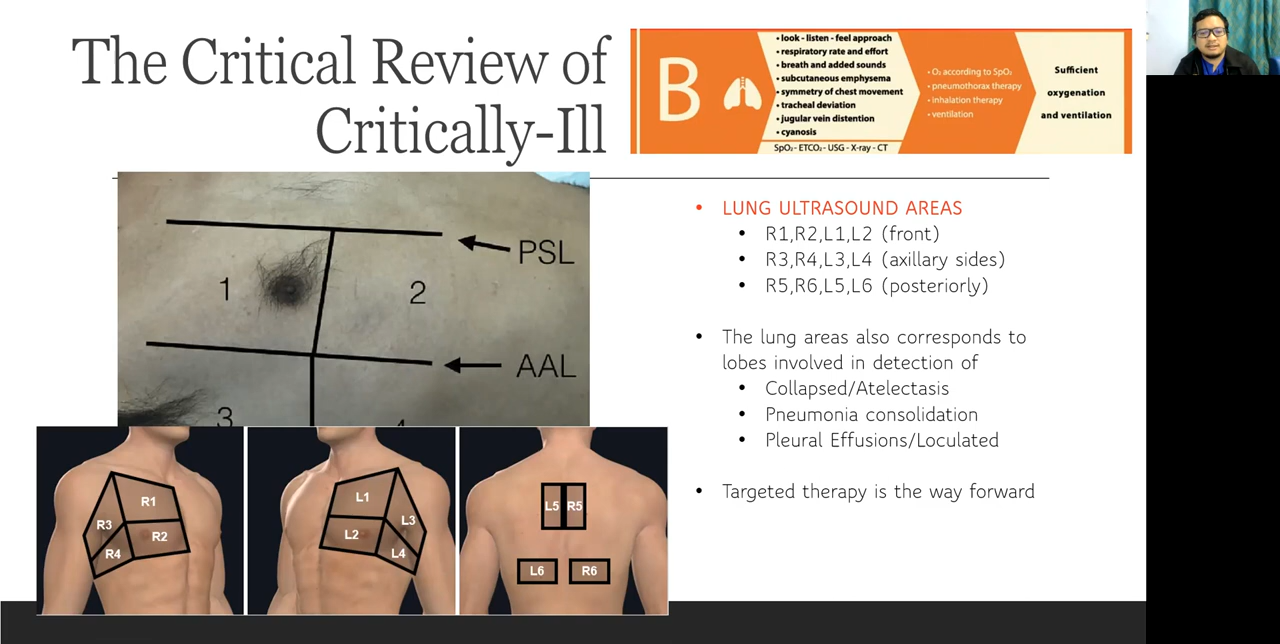 The Critical Review of
Critically-Ill
B
• look - listen - feel approach
• respiratory rate and effort
• breath and added sounds
• subcutaneous emphysema
• symmetry of chest movement
• tracheal deviation
• jugular vein distention
• cyanosis
SpO₂ - ETCO₂ - USG - X-ray - CT
• O₂ according to SpO₂
• pneumothorax therapy
• inhalation therapy
• ventilation
Sufficient
oxygenation
and ventilation
PSL
1
2
AAL
3
R1
R3
R2
R4
L1
L3
L2
L4
L5 R5
L6 R6
• LUNG ULTRASOUND AREAS
• R1,R2,L1,L2 (front)
• R3,R4,L3,L4 (axillary sides)
• R5,R6,L5,L6 (posteriorly)
• The lung areas also corresponds to
lobes involved in detection of
• Collapsed/Atelectasis
• Pneumonia consolidation
• Pleural Effusions/Loculated
• Targeted therapy is the way forward